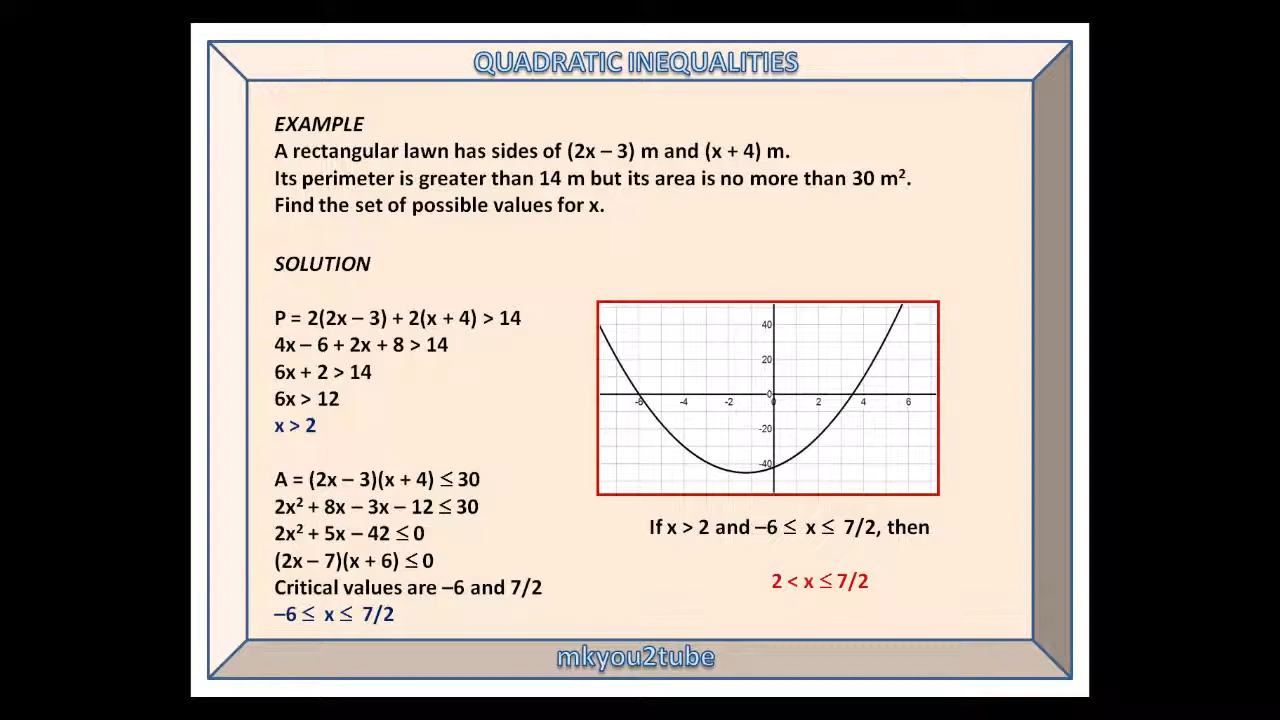 QUADRATIC INEQUALITIES
EXAMPLE
A rectangular lawn has sides of (2x – 3) m and (x + 4) m.
Its perimeter is greater than 14 m but its area is no more than 30 m².
Find the set of possible values for x.
SOLUTION
P = 2(2x – 3) + 2(x + 4) > 14
4x – 6 + 2x + 8 > 14
6x + 2 > 14
6x > 12
x > 2
A = (2x – 3)(x + 4) ≤ 30
2x² + 8x – 3x – 12 ≤ 30
2x² + 5x – 42 ≤ 0
(2x – 7)(x + 6) ≤ 0
Critical values are –6 and 7/2
–6 ≤ x ≤ 7/2
40
20
0
-6 -4 -2 0 2 4 6
-20
-40
If x > 2 and –6 ≤ x ≤ 7/2, then
2 < x ≤ 7/2
mkyou2tube